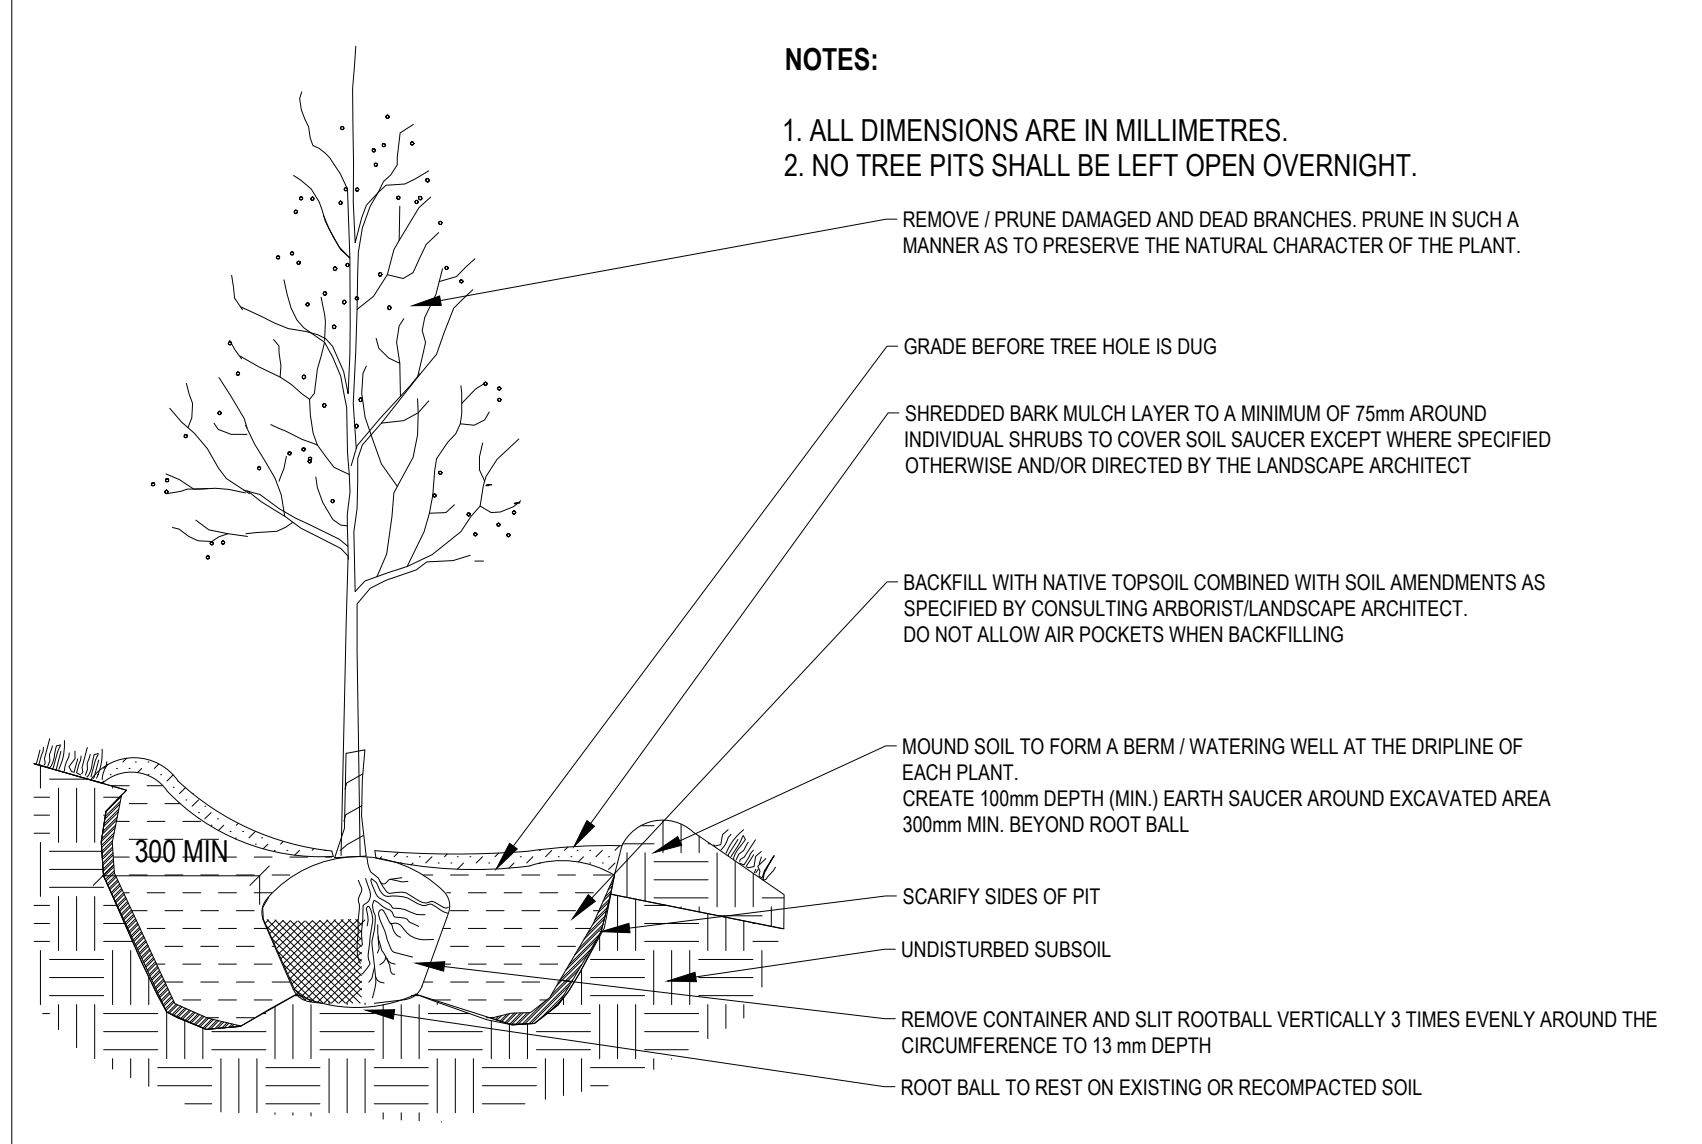 NOTES:
1. ALL DIMENSIONS ARE IN MILLIMETRES.
2. NO TREE PITS SHALL BE LEFT OPEN OVERNIGHT.
REMOVE / PRUNE DAMAGED AND DEAD BRANCHES. PRUNE IN SUCH A
MANNER AS TO PRESERVE THE NATURAL CHARACTER OF THE PLANT.
GRADE BEFORE TREE HOLE IS DUG
SHREDDED BARK MULCH LAYER TO A MINIMUM OF 75mm AROUND
INDIVIDUAL SHRUBS TO COVER SOIL SAUCER EXCEPT WHERE SPECIFIED
OTHERWISE AND/OR DIRECTED BY THE LANDSCAPE ARCHITECT
BACKFILL WITH NATIVE TOPSOIL COMBINED WITH SOIL AMENDMENTS AS
SPECIFIED BY CONSULTING ARBORIST/LANDSCAPE ARCHITECT.
DO NOT ALLOW AIR POCKETS WHEN BACKFILLING
MOUND SOIL TO FORM A BERM / WATERING WELL AT THE DRIPLINE OF
EACH PLANT.
CREATE 100mm DEPTH (MIN.) EARTH SAUCER AROUND EXCAVATED AREA
300mm MIN. BEYOND ROOT BALL
300 MIN
SCARIFY SIDES OF PIT
UNDISTURBED SUBSOIL
REMOVE CONTAINER AND SLIT ROOTBALL VERTICALLY 3 TIMES EVENLY AROUND THE
CIRCUMFERENCE TO 13 mm DEPTH
ROOT BALL TO REST ON EXISTING OR RECOMPACTED SOIL